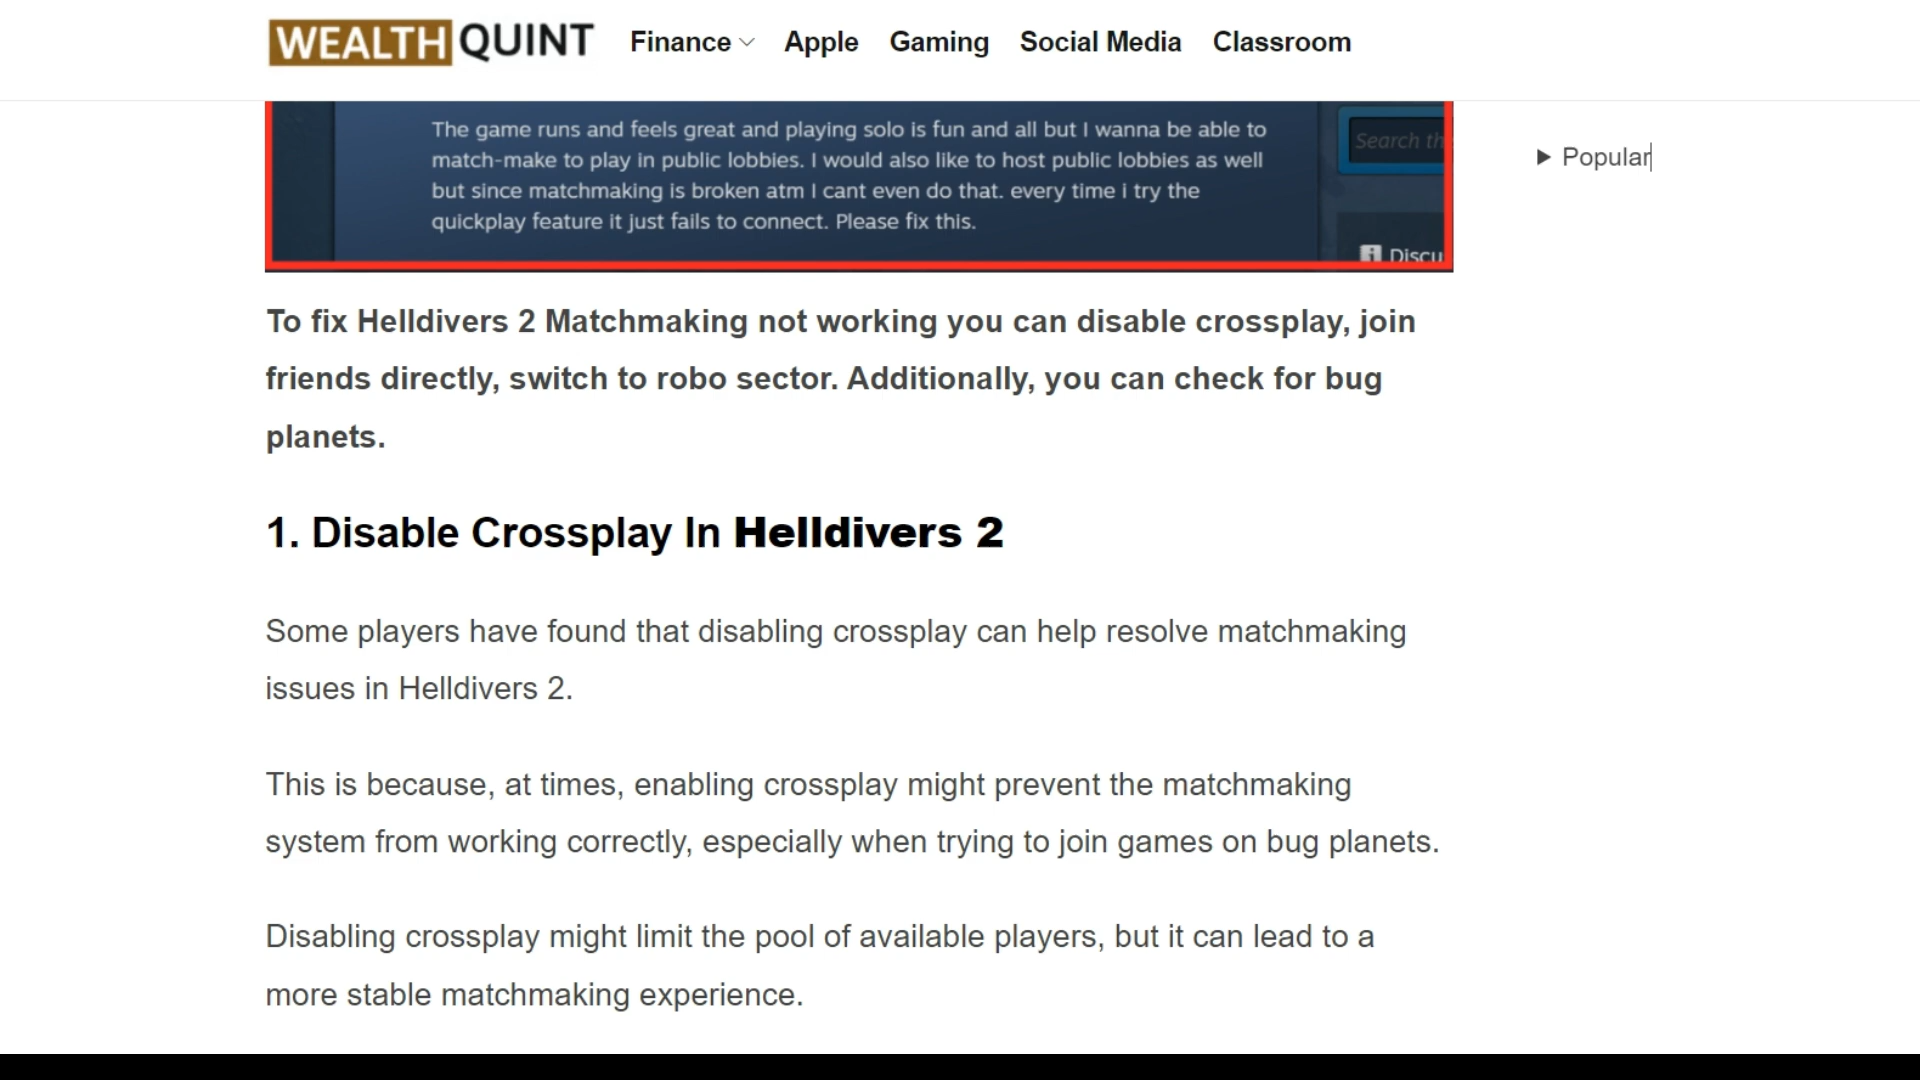 WEALTH QUINT Finance Apple Gaming Social Media Classroom
The game runs and feels great and playing solo is fun and all but I wanna be able to
match-make to play in public lobbies. I would also like to host public lobbies as well
but since matchmaking is broken atm I cant even do that. every time i try the
quickplay feature it just fails to connect. Please fix this.
Search th
Discu
Popular
To fix Helldivers 2 Matchmaking not working you can disable crossplay, join
friends directly, switch to robo sector. Additionally, you can check for bug
planets.
1. Disable Crossplay In Helldivers 2
Some players have found that disabling crossplay can help resolve matchmaking
issues in Helldivers 2.
This is because, at times, enabling crossplay might prevent the matchmaking
system from working correctly, especially when trying to join games on bug planets.
Disabling crossplay might limit the pool of available players, but it can lead to a
more stable matchmaking experience.